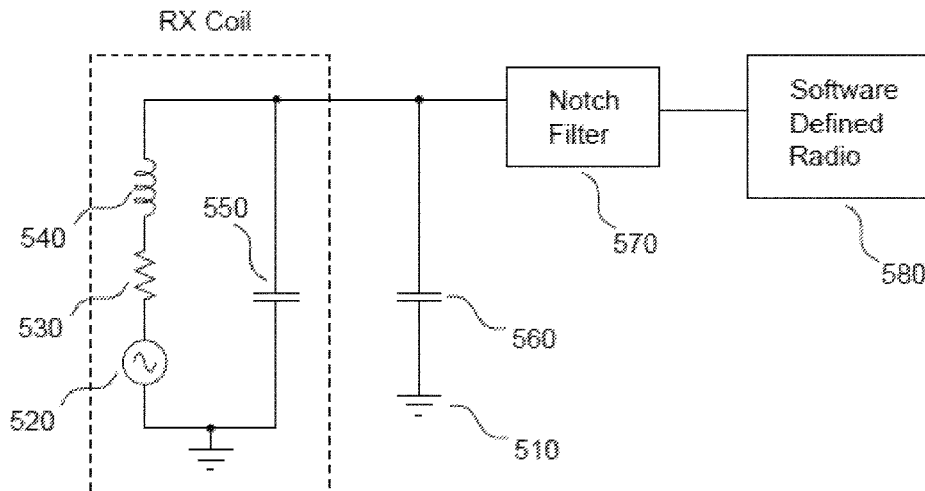 RX Coil
Notch
Filter
Software
Defined
Radio
540
550
530
520
560
510
570
580